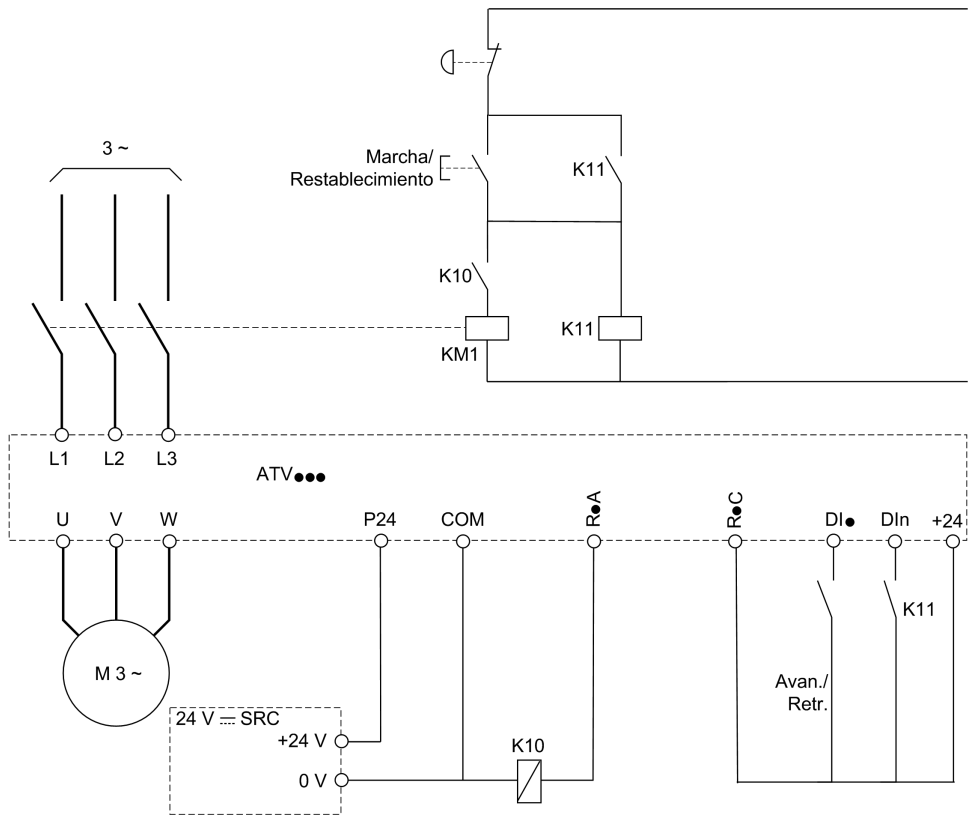 3 ~
Marcha/
Restablecimiento
K11
K10
KM1
K11
L1 L2 L3
ATV●●●
U V W
P24 COM R●A R●C DI● DIn +24
K11
M 3 ~
Avan./
Retr.
24 V ⎓ SRC
+24 V
K10
0 V